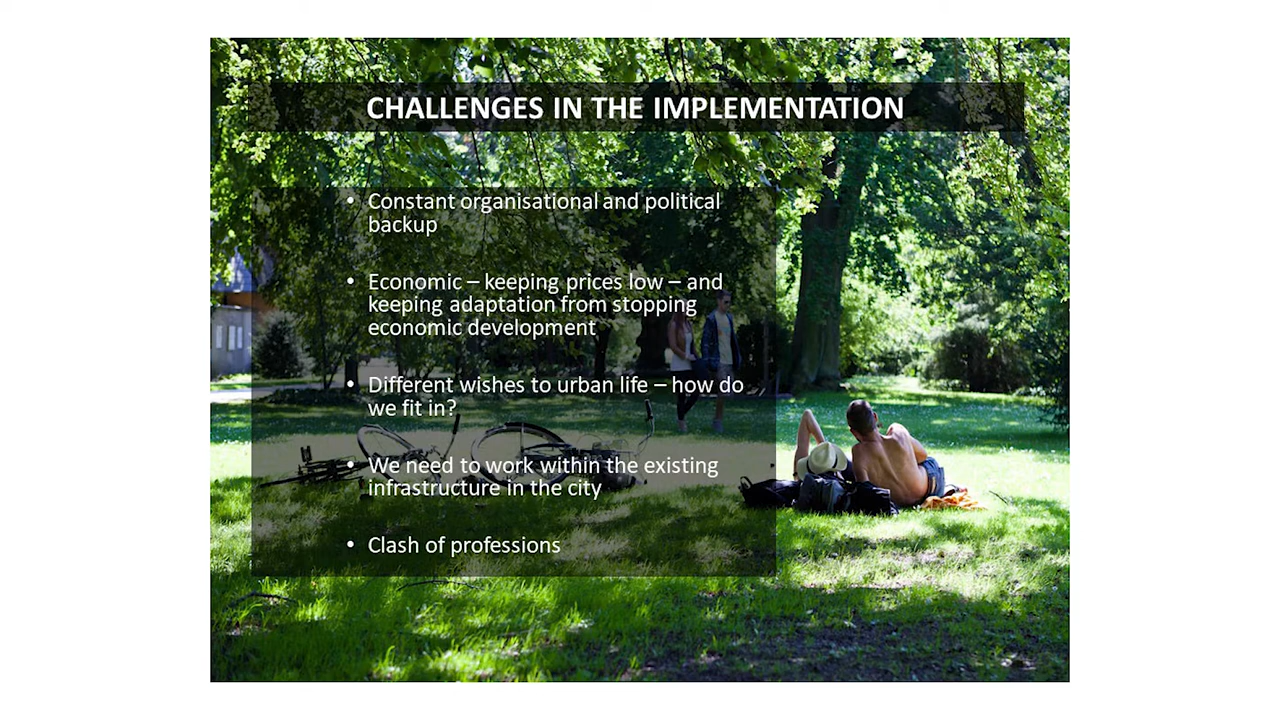 CHALLENGES IN THE IMPLEMENTATION
• Constant organisational and political
backup
• Economic – keeping prices low – and
keeping adaptation from stopping
economic development
• Different wishes to urban life – how do
we fit in?
• We need to work within the existing
infrastructure in the city
• Clash of professions